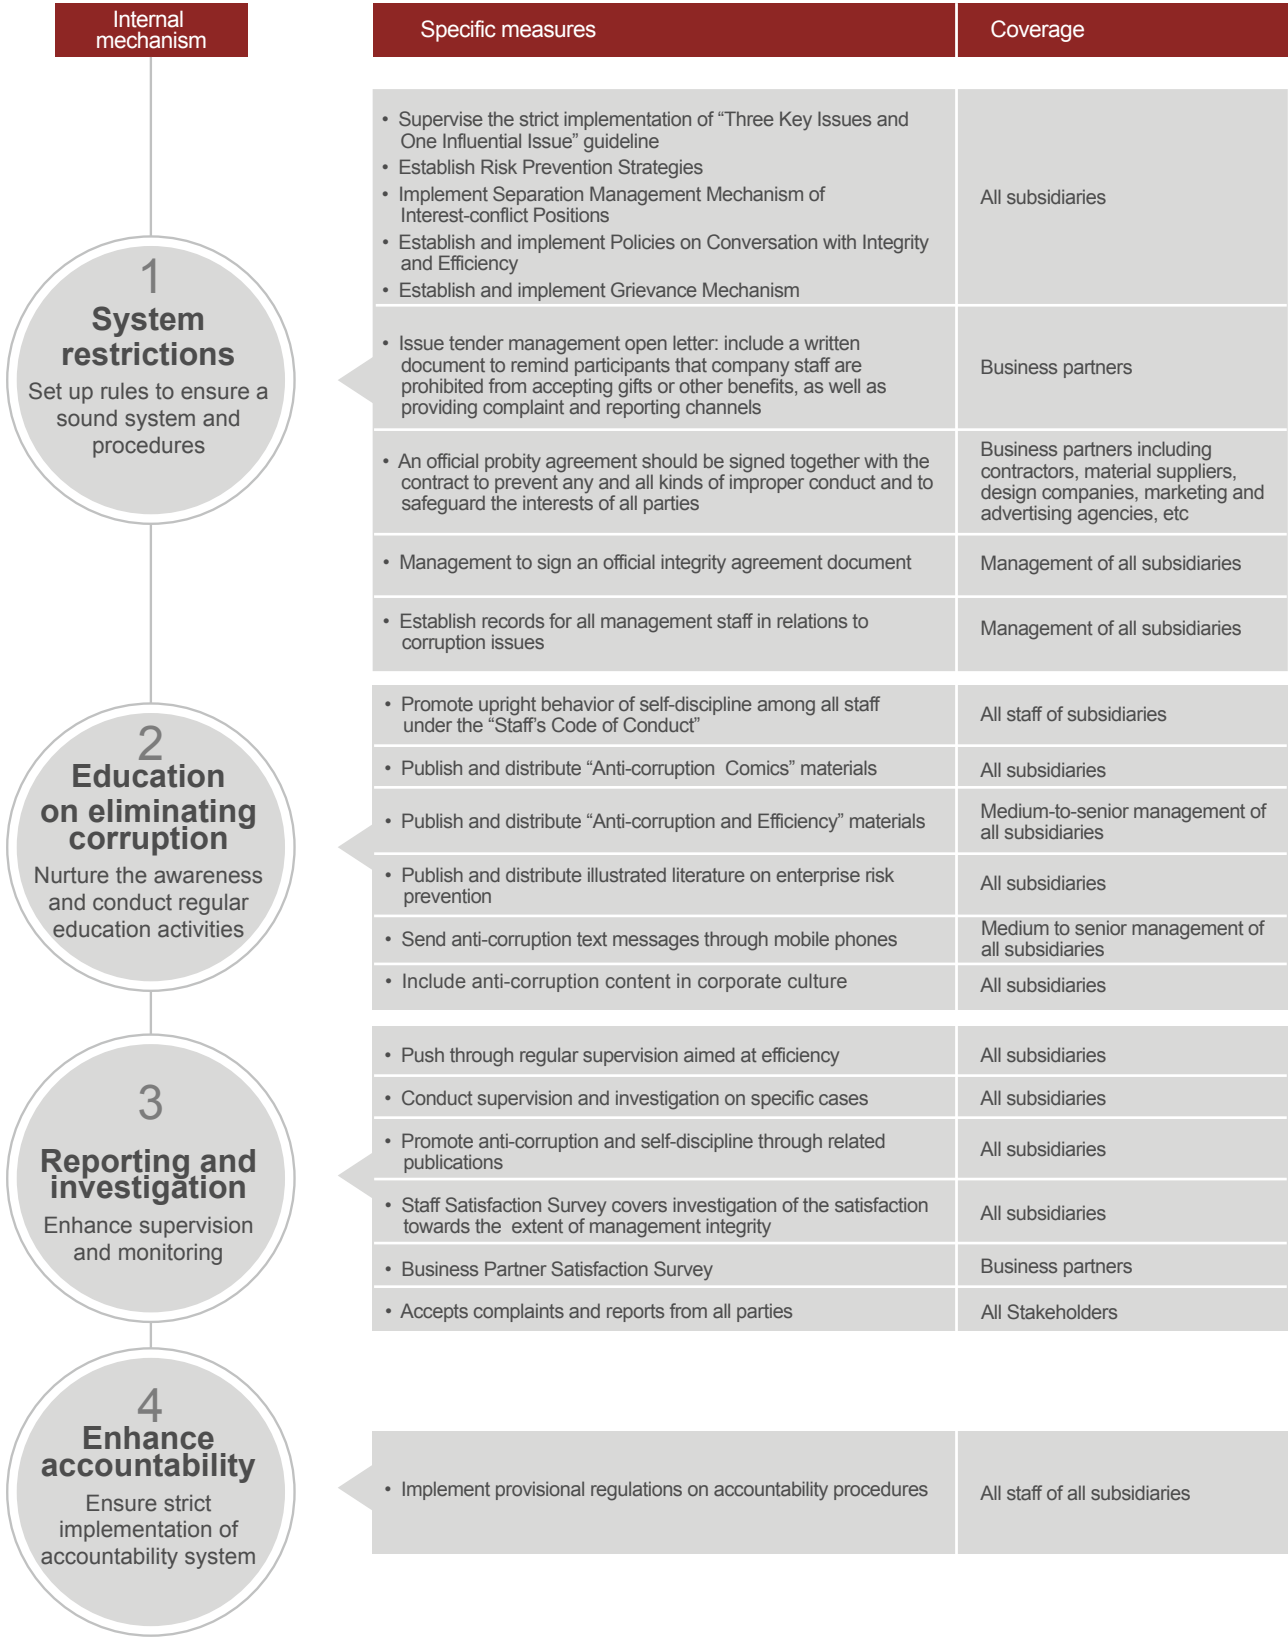 Internal
mechanism
Specific measures
Coverage
1
System
restrictions
Set up rules to ensure a
sound system and
procedures
• Supervise the strict implementation of “Three Key Issues and
One Influential Issue” guideline
• Establish Risk Prevention Strategies
• Implement Separation Management Mechanism of
Interest-conflict Positions
• Establish and implement Policies on Conversation with Integrity
and Efficiency
• Establish and implement Grievance Mechanism
All subsidiaries
• Issue tender management open letter: include a written
document to remind participants that company staff are
prohibited from accepting gifts or other benefits, as well as
providing complaint and reporting channels
Business partners
• An official probity agreement should be signed together with the
contract to prevent any and all kinds of improper conduct and to
safeguard the interests of all parties
Business partners including
contractors, material suppliers,
design companies, marketing and
advertising agencies, etc
• Management to sign an official integrity agreement document
Management of all subsidiaries
• Establish records for all management staff in relations to
corruption issues
Management of all subsidiaries
2
Education
on eliminating
corruption
Nurture the awareness
and conduct regular
education activities
• Promote upright behavior of self-discipline among all staff
under the “Staff’s Code of Conduct”
All staff of subsidiaries
• Publish and distribute “Anti-corruption Comics” materials
All subsidiaries
• Publish and distribute “Anti-corruption and Efficiency” materials
Medium-to-senior management of
all subsidiaries
• Publish and distribute illustrated literature on enterprise risk
prevention
All subsidiaries
• Send anti-corruption text messages through mobile phones
Medium to senior management of
all subsidiaries
• Include anti-corruption content in corporate culture
All subsidiaries
3
Reporting and
investigation
Enhance supervision
and monitoring
• Push through regular supervision aimed at efficiency
All subsidiaries
• Conduct supervision and investigation on specific cases
All subsidiaries
• Promote anti-corruption and self-discipline through related
publications
All subsidiaries
• Staff Satisfaction Survey covers investigation of the satisfaction
towards the extent of management integrity
All subsidiaries
• Business Partner Satisfaction Survey
Business partners
• Accepts complaints and reports from all parties
All Stakeholders
4
Enhance
accountability
Ensure strict
implementation of
accountability system
• Implement provisional regulations on accountability procedures
All staff of all subsidiaries